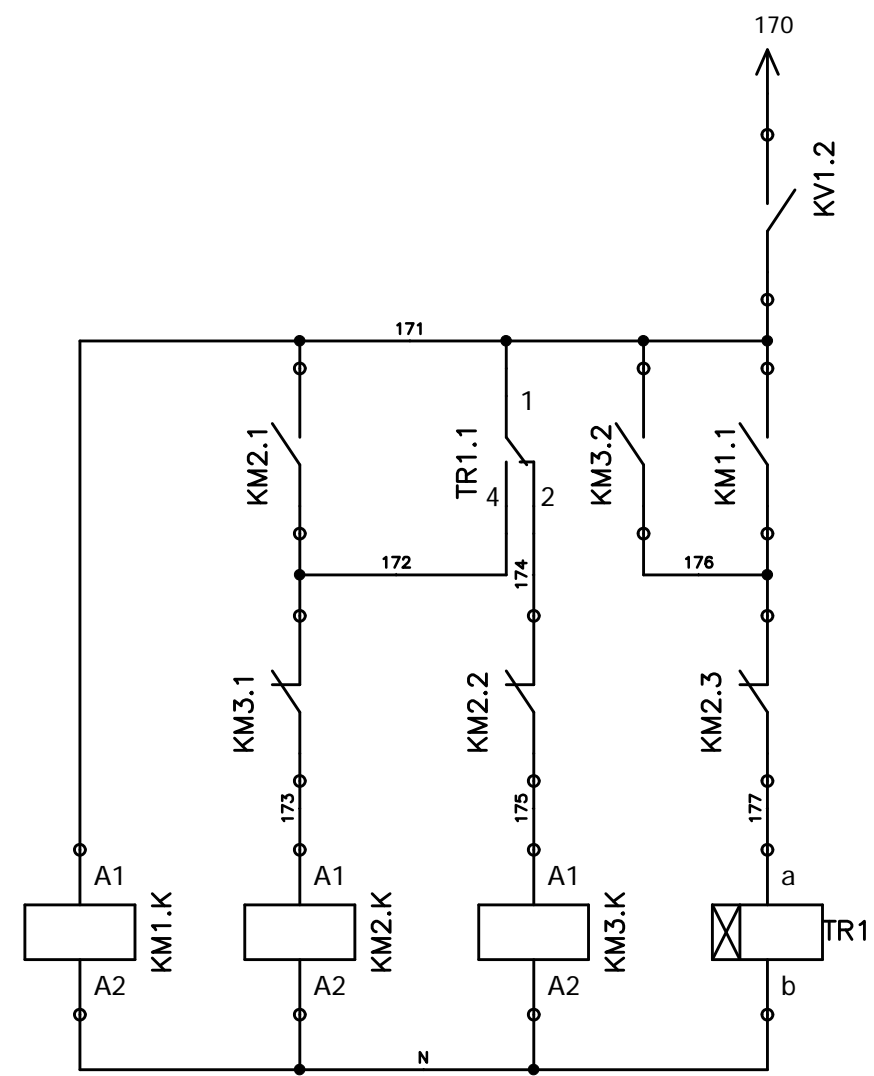 170
KV1.2
171
1
KM2.1
TR1.1
KM3.2
KM1.1
4
2
172
174
176
KM3.1
KM2.2
KM2.3
173
175
177
A1
A1
A1
a
KM1.K
KM2.K
KM3.K
TR1
A2
A2
A2
b
N